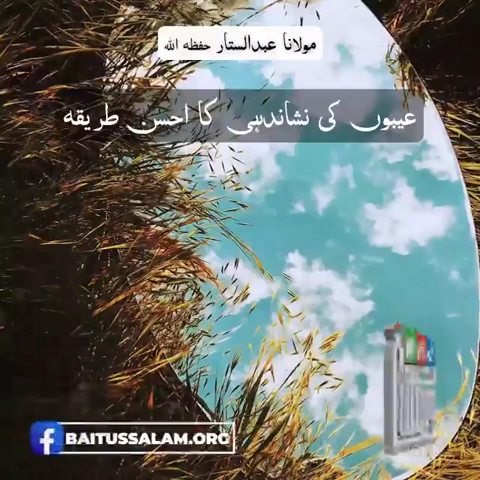 مولانا عبدالستار حفظہ اللہ
عیبوں کی نشاندہی کا احسن طریقہ
BAITUSSALAM.ORG